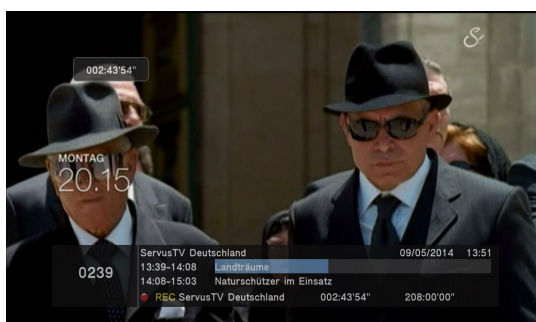 002:43'54"
MONTAG
20.15
ServusTV Deutschland 09/05/2014 13:51
0239
13:39-14:08 Landträume
14:08-15:03 Naturschützer im Einsatz
REC ServusTV Deutschland 002:43'54" 208:00'00"